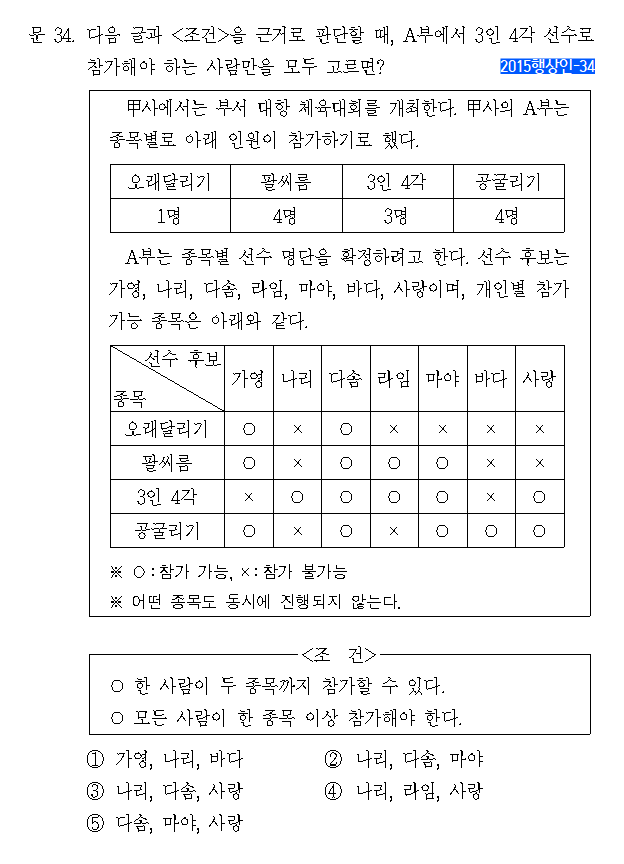 문 34. 다음 글과 <조건>을 근거로 판단할 때, A부에서 3인 4각 선수로
참가해야 하는 사람만을 모두 고르면?
2015행상인-34
甲사에서는 부서 대항 체육대회를 개최한다. 甲사의 A부는
종목별로 아래 인원이 참가하기로 했다.
오래달리기 팔씨름 3인 4각 공굴리기
1명 4명 3명 4명
A부는 종목별 선수 명단을 확정하려고 한다. 선수 후보는
가영, 나리, 다솜, 라임, 마야, 바다, 사랑이며, 개인별 참가
가능 종목은 아래와 같다.
선수 후보
종목
가영 나리 다솜 라임 마야 바다 사랑
오래달리기 ○ × ○ × × × ×
팔씨름 ○ × ○ ○ ○ × ×
3인 4각 × ○ ○ ○ ○ × ○
공굴리기 ○ × ○ × ○ ○ ○
※ ○:참가 가능, ×:참가 불가능
※ 어떤 종목도 동시에 진행되지 않는다.
<조 건>
○ 한 사람이 두 종목까지 참가할 수 있다.
○ 모든 사람이 한 종목 이상 참가해야 한다.
① 가영, 나리, 바다 ② 나리, 다솜, 마야
③ 나리, 다솜, 사랑 ④ 나리, 라임, 사랑
⑤ 다솜, 마야, 사랑